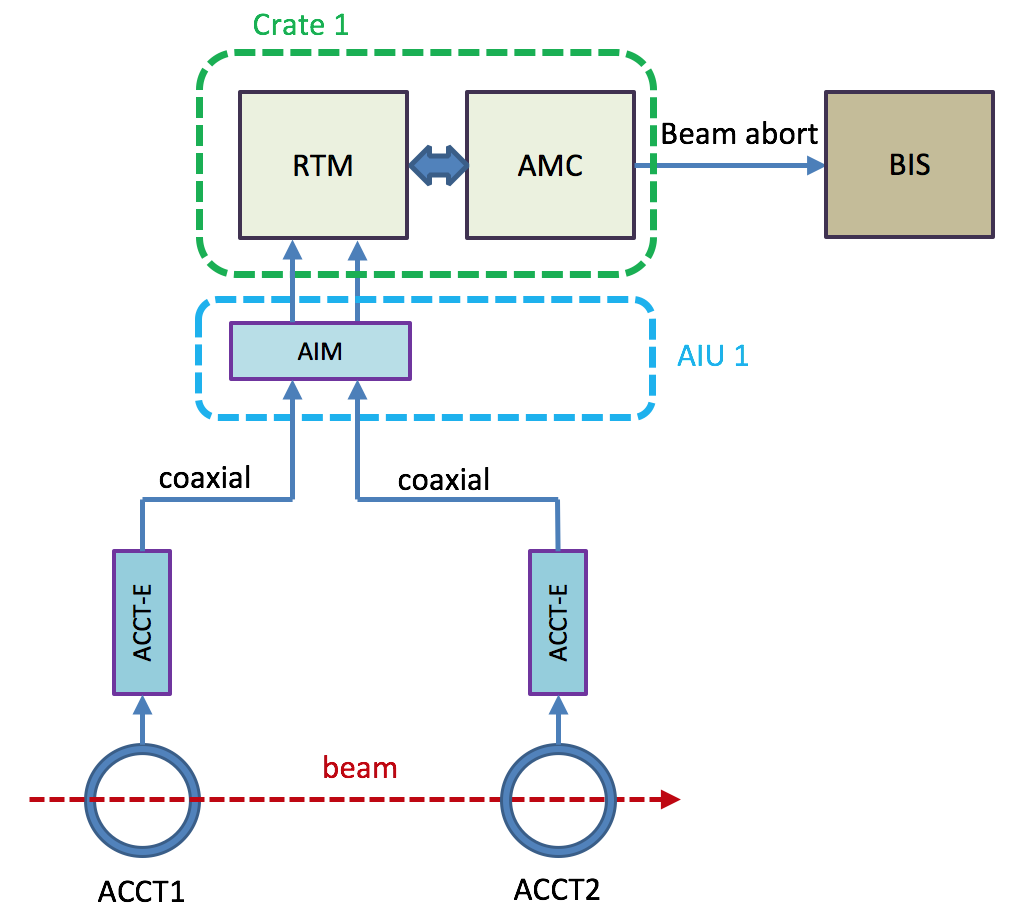 Crate 1
RTM
AMC
Beam abort
BIS
AIM
AIU 1
coaxial
coaxial
ACCT-E
ACCT-E
beam
ACCT1
ACCT2